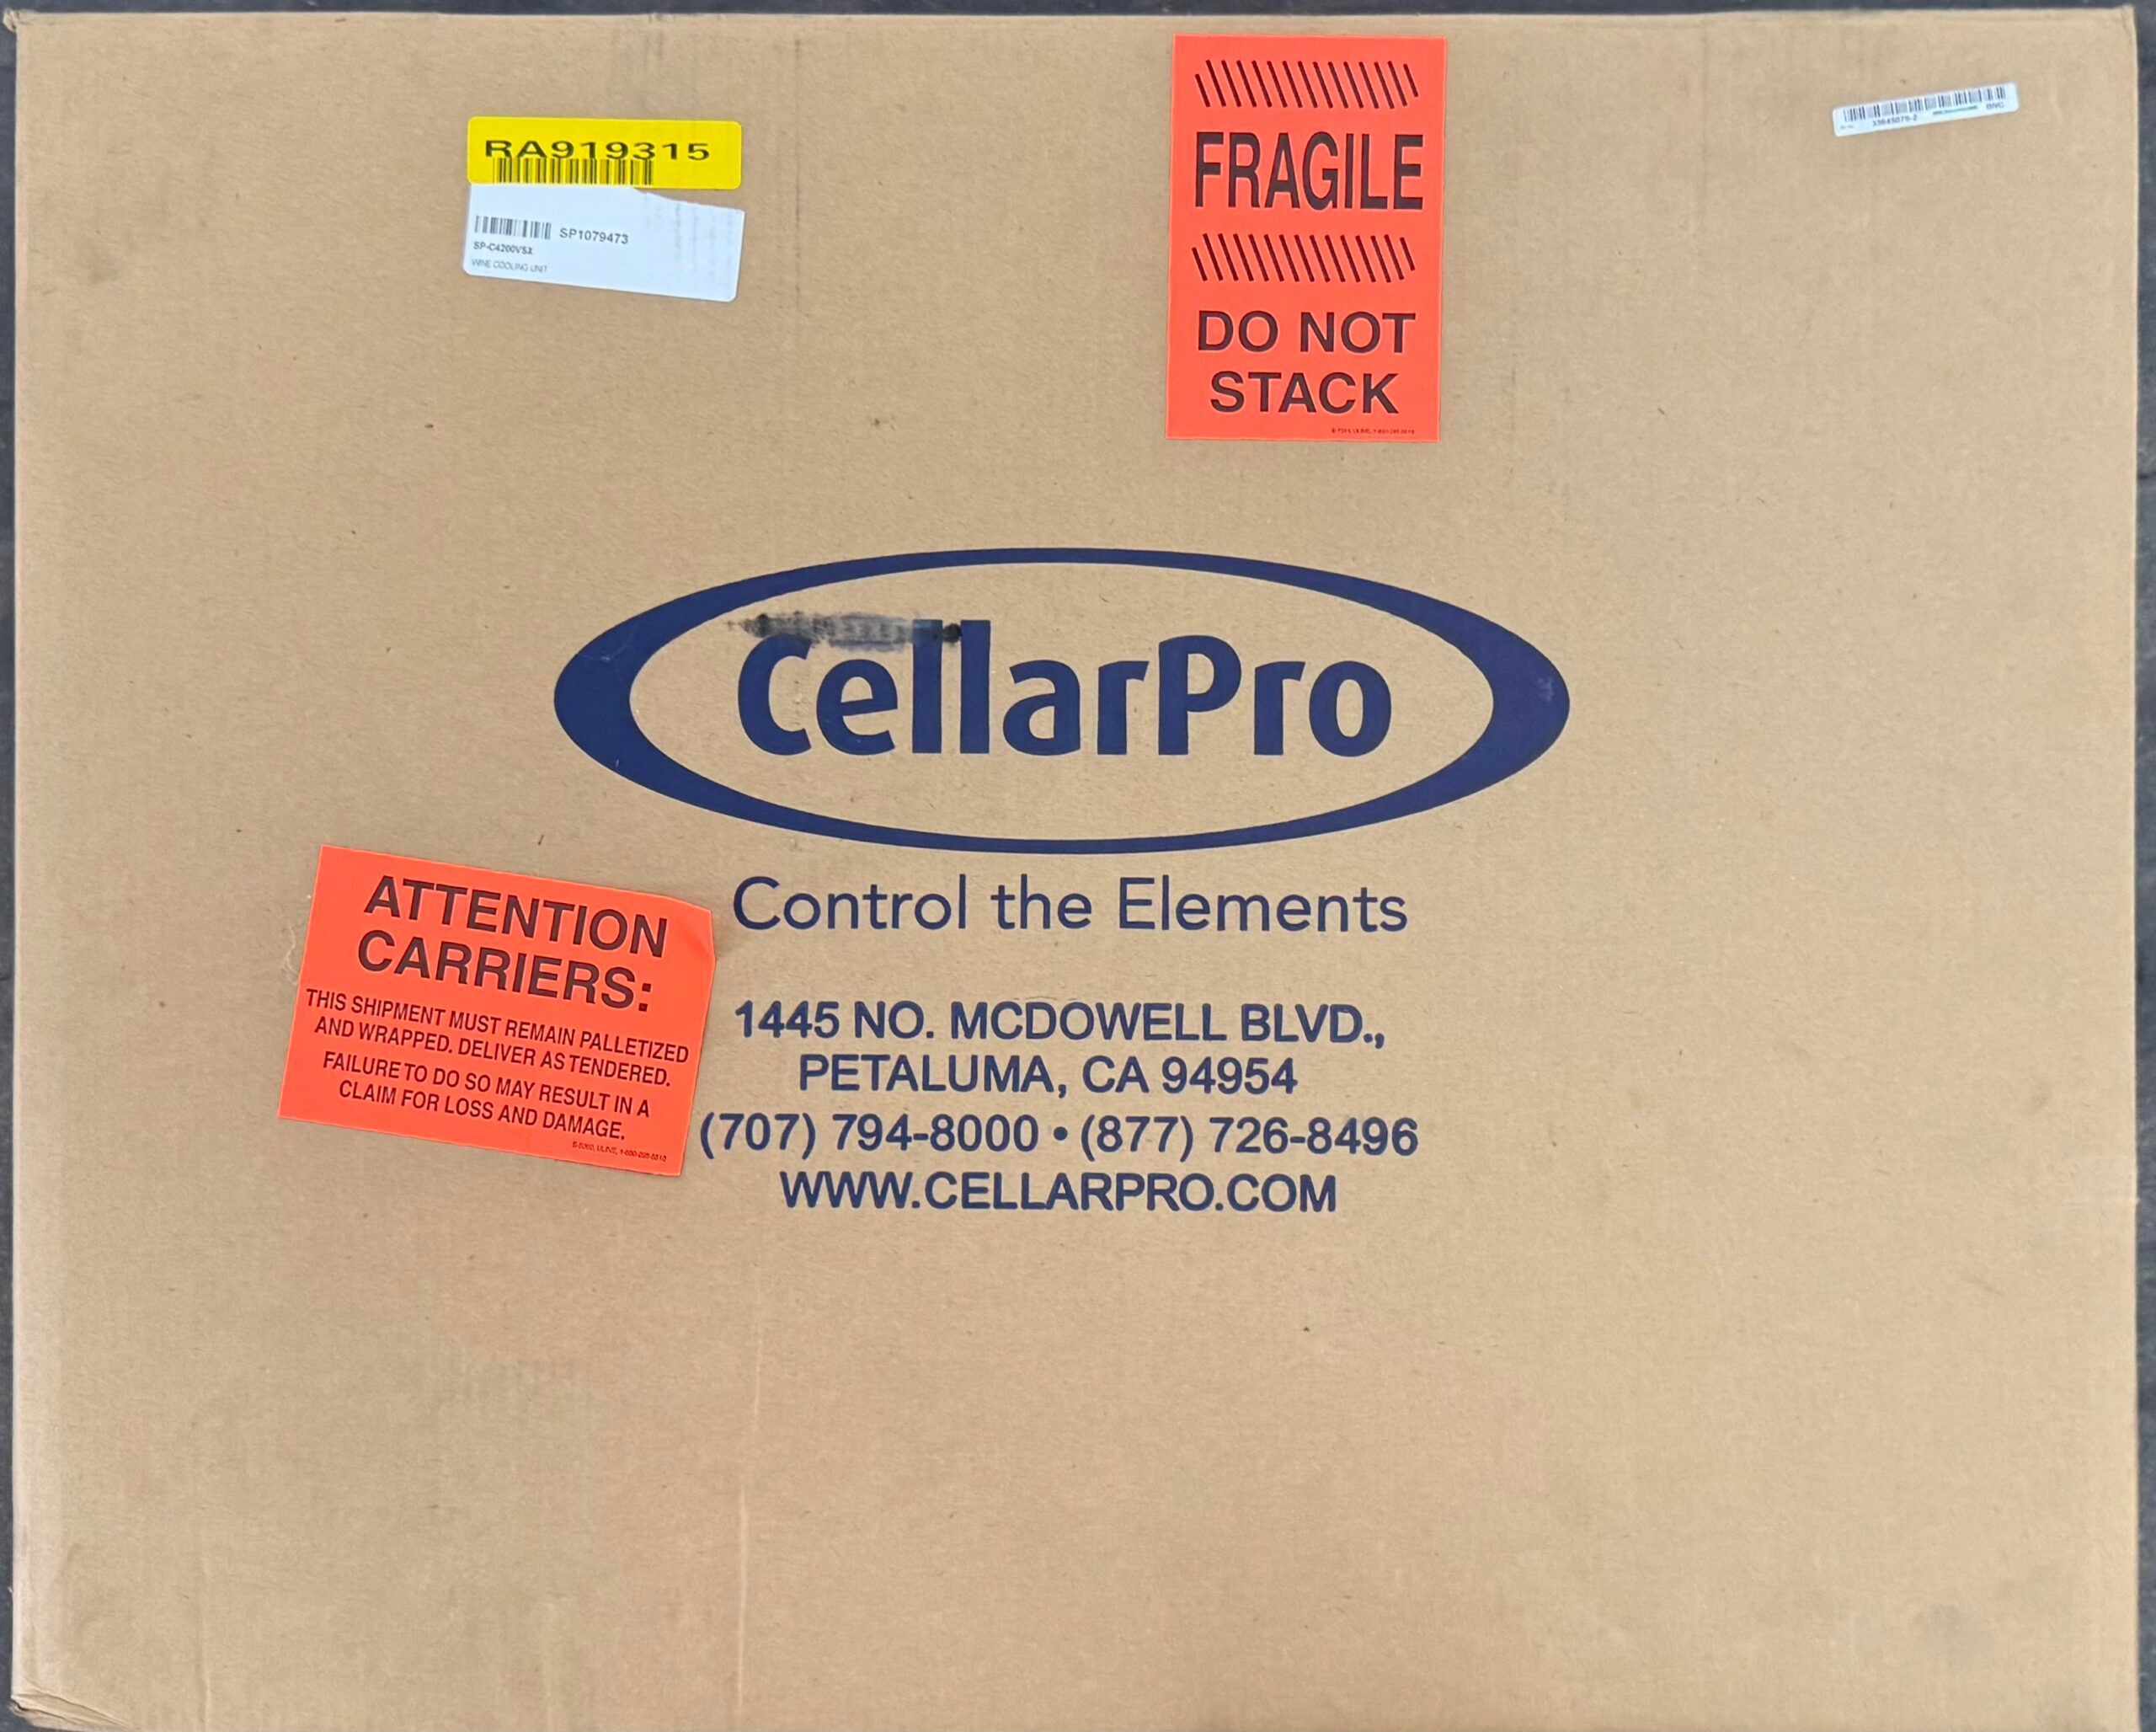 RA919315
SP1079473
SP-C4200VSX
WINE COOLING UNIT
FRAGILE
DO NOT
STACK
CellarPro
Control the Elements
1445 NO. MCDOWELL BLVD.,
PETALUMA, CA 94954
(707) 794-8000 • (877) 726-8496
WWW.CELLARPRO.COM
ATTENTION
CARRIERS:
THIS SHIPMENT MUST REMAIN PALLETIZED
AND WRAPPED. DELIVER AS TENDERED.
FAILURE TO DO SO MAY RESULT IN A
CLAIM FOR LOSS AND DAMAGE.